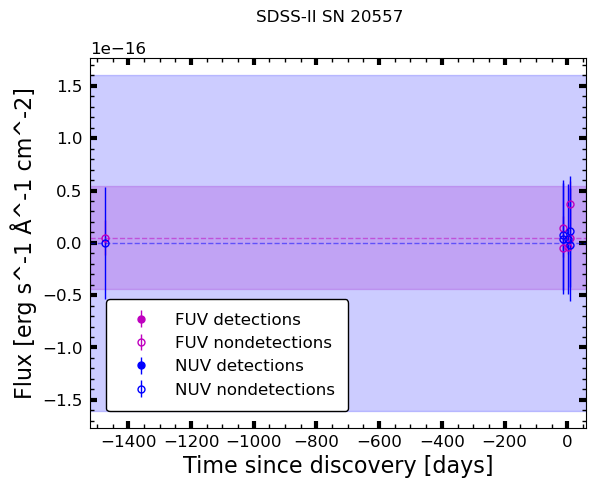 SDSS-II SN 20557
1e−16
1.5
1.0
0.5
0.0
−0.5
−1.0
−1.5
Flux [erg s^-1 Å^-1 cm^-2]
FUV detections
FUV nondetections
NUV detections
NUV nondetections
−1400 −1200 −1000 −800 −600 −400 −200 0
Time since discovery [days]